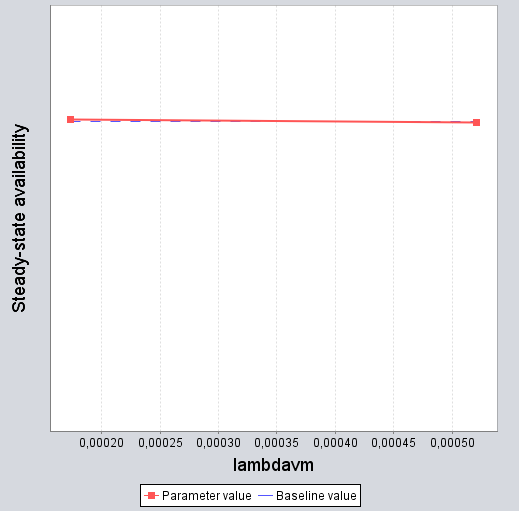 Steady-state availability
0,00020 0,00025 0,00030 0,00035 0,00040 0,00045 0,00050
lambdavm
Parameter value Baseline value